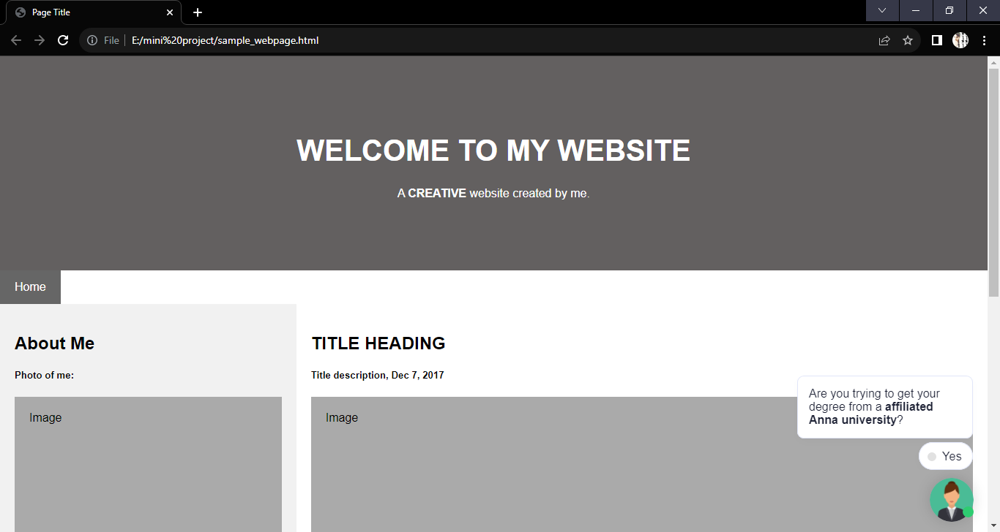 Page Title
File
E:/mini%20project/sample_webpage.html
WELCOME TO MY WEBSITE
A CREATIVE website created by me.
Home
About Me
Photo of me:
Image
TITLE HEADING
Title description, Dec 7, 2017
Image
Are you trying to get your
degree from a affiliated
Anna university?
Yes